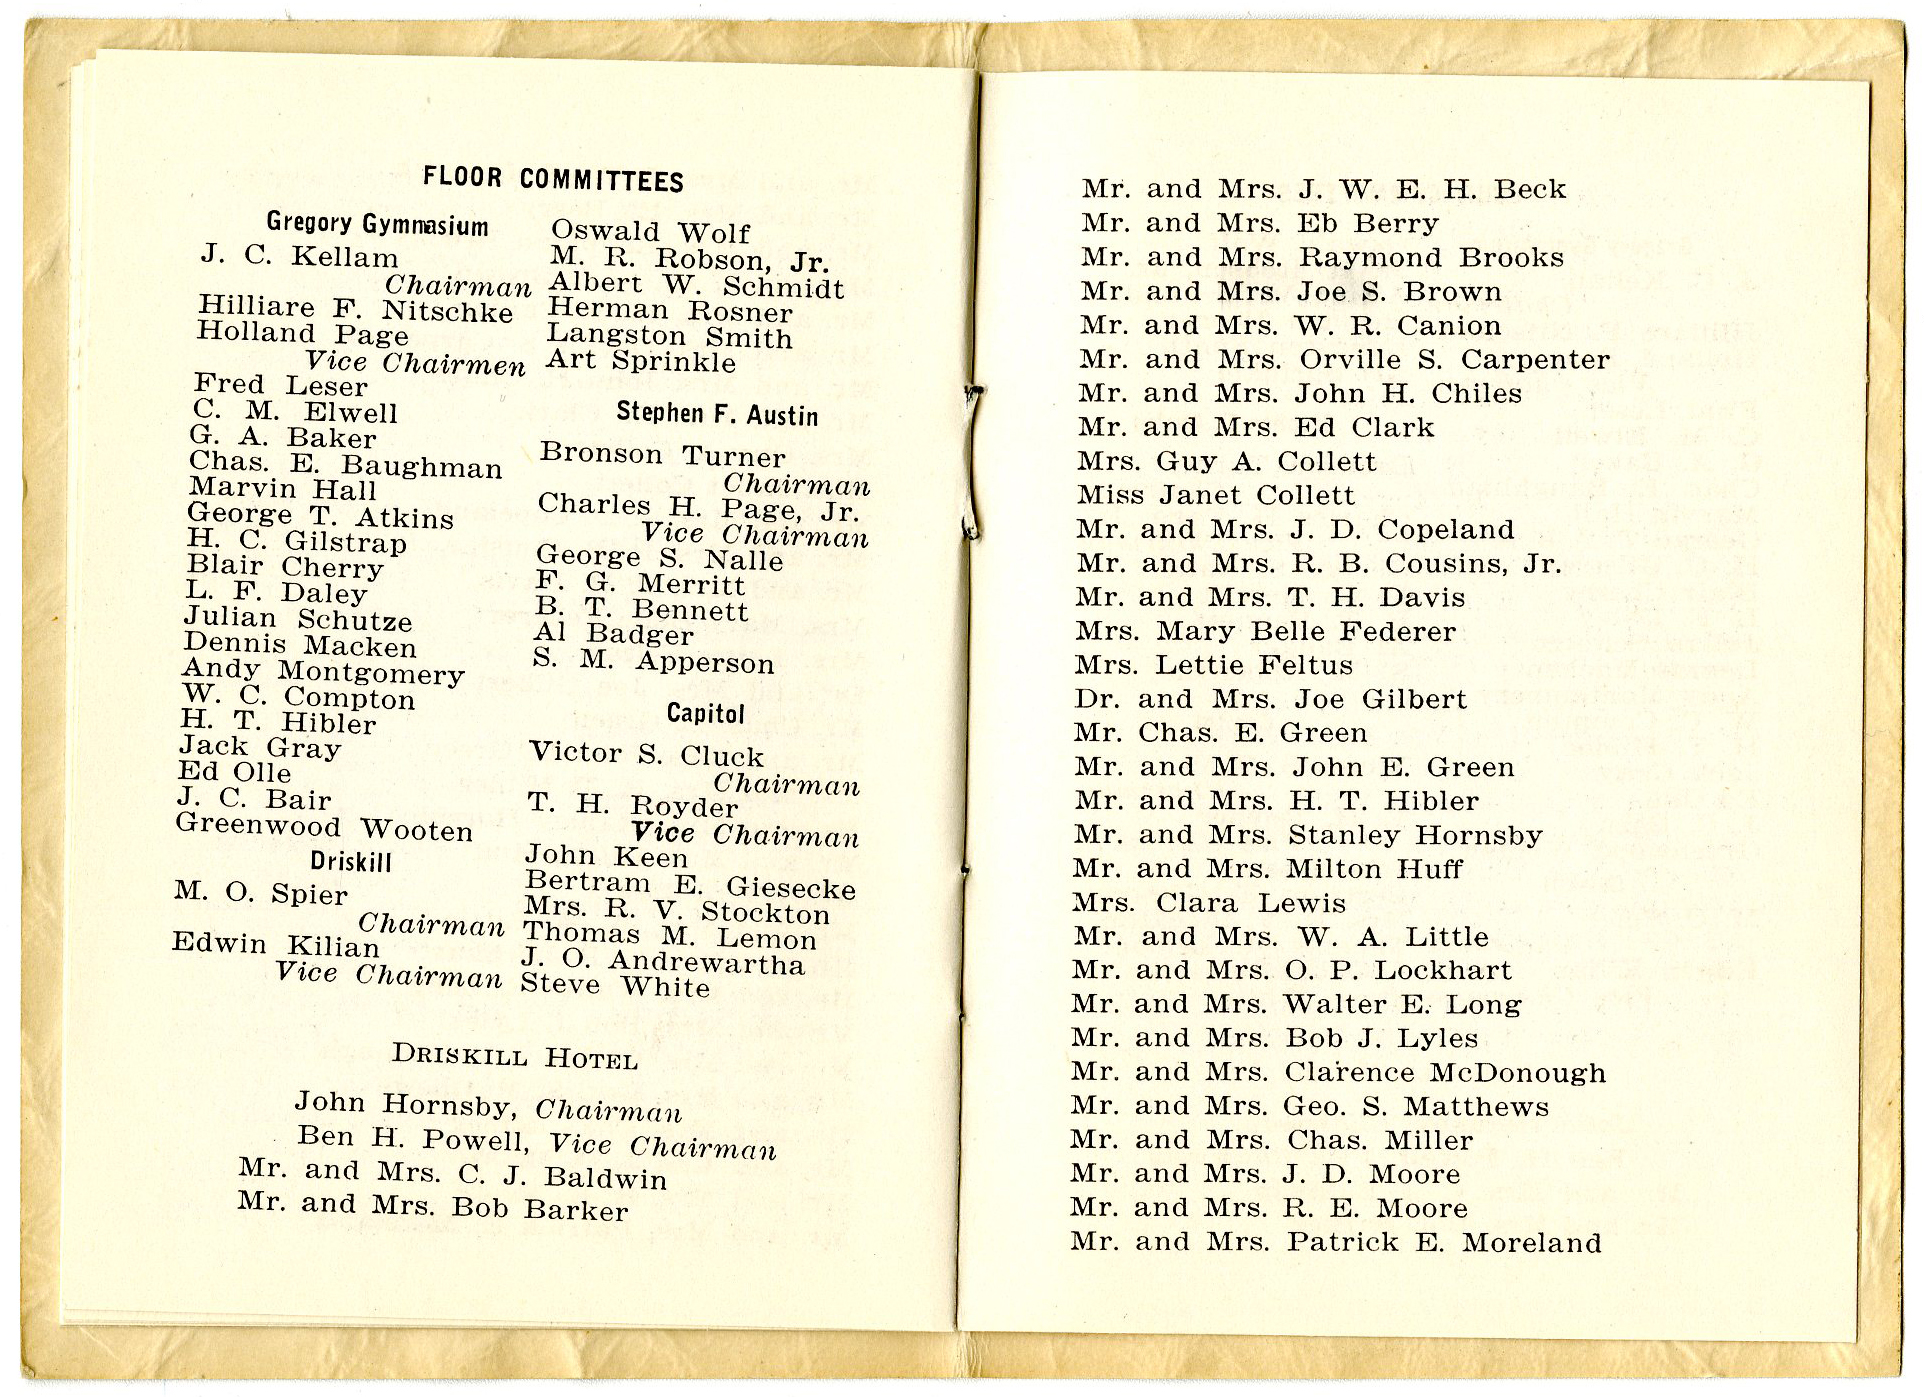 FLOOR COMMITTEES
Gregory Gymnasium
J. C. Kellam
Chairman
Hilliare F. Nitschke
Holland Page
Vice Chairmen
Fred Leser
C. M. Elwell
G. A. Baker
Chas. E. Baughman
Marvin Hall
George T. Atkins
H. C. Gilstrap
Blair Cherry
L. F. Daley
Julian Schutze
Dennis Macken
Andy Montgomery
W. C. Compton
H. T. Hibler
Jack Gray
Ed Olle
J. C. Bair
Greenwood Wooten
Driskill
M. O. Spier
Chairman
Edwin Kilian
Vice Chairman
Oswald Wolf
M. R. Robson, Jr.
Albert W. Schmidt
Herman Rosner
Langston Smith
Art Sprinkle
Stephen F. Austin
Bronson Turner
Chairman
Charles H. Page, Jr.
Vice Chairman
George S. Nalle
F. G. Merritt
B. T. Bennett
Al Badger
S. M. Apperson
Capitol
Victor S. Cluck
Chairman
T. H. Royder
Vice Chairman
John Keen
Bertram E. Giesecke
Mrs. R. V. Stockton
Thomas M. Lemon
J. O. Andrewartha
Steve White
DRISKILL HOTEL
John Hornsby, Chairman
Ben H. Powell, Vice Chairman
Mr. and Mrs. C. J. Baldwin
Mr. and Mrs. Bob Barker
Mr. and Mrs. J. W. E. H. Beck
Mr. and Mrs. Eb Berry
Mr. and Mrs. Raymond Brooks
Mr. and Mrs. Joe S. Brown
Mr. and Mrs. W. R. Canion
Mr. and Mrs. Orville S. Carpenter
Mr. and Mrs. John H. Chiles
Mr. and Mrs. Ed Clark
Mrs. Guy A. Collett
Miss Janet Collett
Mr. and Mrs. J. D. Copeland
Mr. and Mrs. R. B. Cousins, Jr.
Mr. and Mrs. T. H. Davis
Mrs. Mary Belle Federer
Mrs. Lettie Feltus
Dr. and Mrs. Joe Gilbert
Mr. Chas. E. Green
Mr. and Mrs. John E. Green
Mr. and Mrs. H. T. Hibler
Mr. and Mrs. Stanley Hornsby
Mr. and Mrs. Milton Huff
Mrs. Clara Lewis
Mr. and Mrs. W. A. Little
Mr. and Mrs. O. P. Lockhart
Mr. and Mrs. Walter E. Long
Mr. and Mrs. Bob J. Lyles
Mr. and Mrs. Clarence McDonough
Mr. and Mrs. Geo. S. Matthews
Mr. and Mrs. Chas. Miller
Mr. and Mrs. J. D. Moore
Mr. and Mrs. R. E. Moore
Mr. and Mrs. Patrick E. Moreland